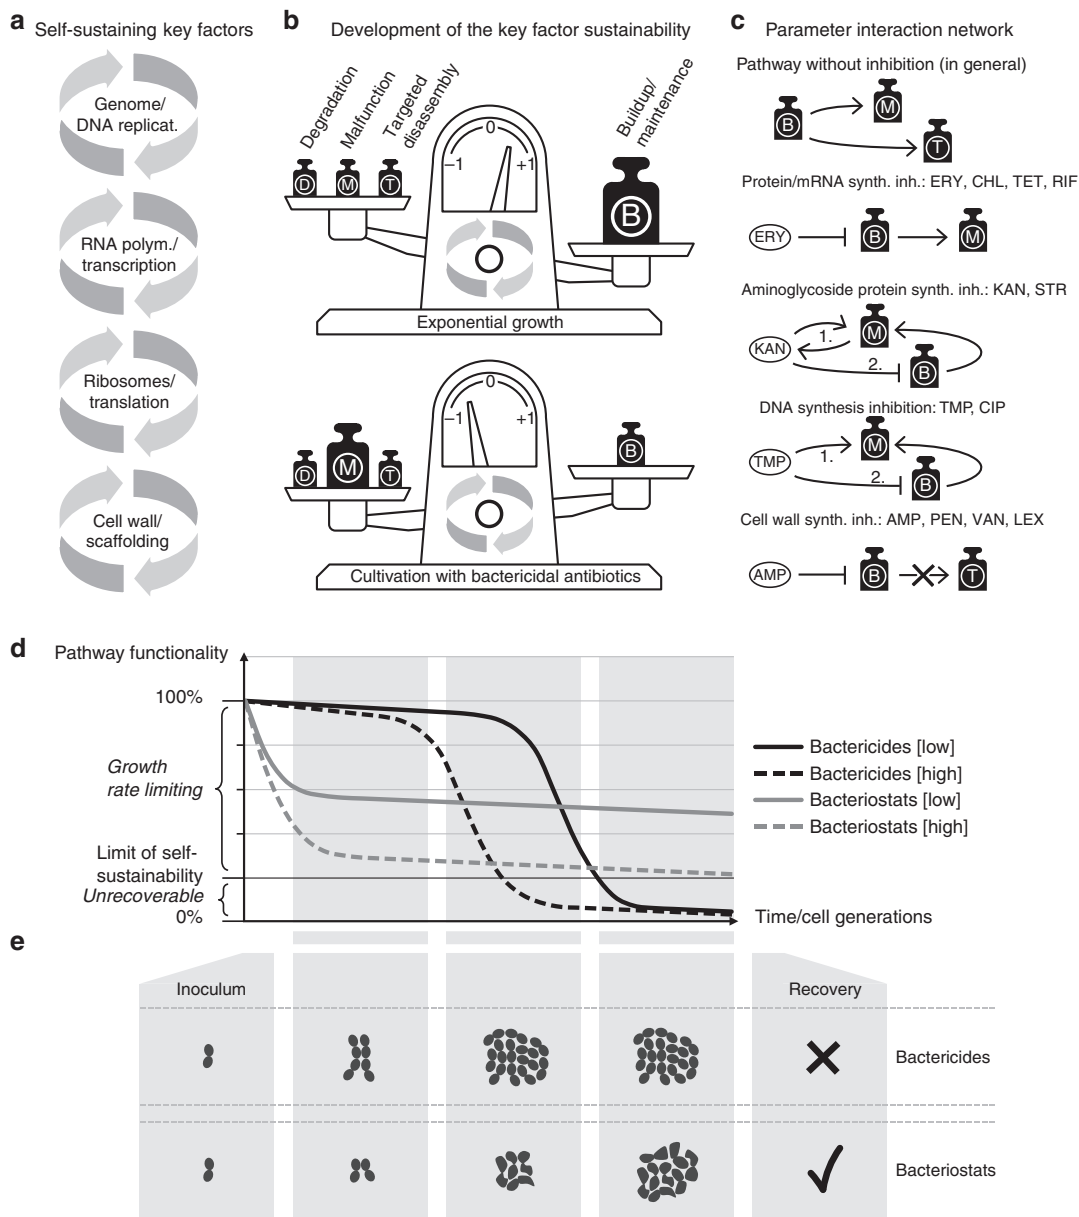 a Self-sustaining key factors
Genome/
DNA replicat.
RNA polym./
transcription
Ribosomes/
translation
Cell wall/
scaffolding
b Development of the key factor sustainability
Degradation
Malfunction
Targeted
disassembly
Buildup/
maintenance
D
M
T
B
–1
0
+1
Exponential growth
D
M
T
B
–1
0
+1
Cultivation with bactericidal antibiotics
c Parameter interaction network
Pathway without inhibition (in general)
B
M
T
Protein/mRNA synth. inh.: ERY, CHL, TET, RIF
ERY
B
M
Aminoglycoside protein synth. inh.: KAN, STR
KAN
1.
M
2.
B
DNA synthesis inhibition: TMP, CIP
TMP
1.
M
2.
B
Cell wall synth. inh.: AMP, PEN, VAN, LEX
AMP
B
T
d Pathway functionality
100%
Growth
rate limiting
Limit of self-
sustainability
Unrecoverable
0%
Time/cell generations
Bactericides [low]
Bactericides [high]
Bacteriostats [low]
Bacteriostats [high]
e
Inoculum
Recovery
Bactericides
Bacteriostats